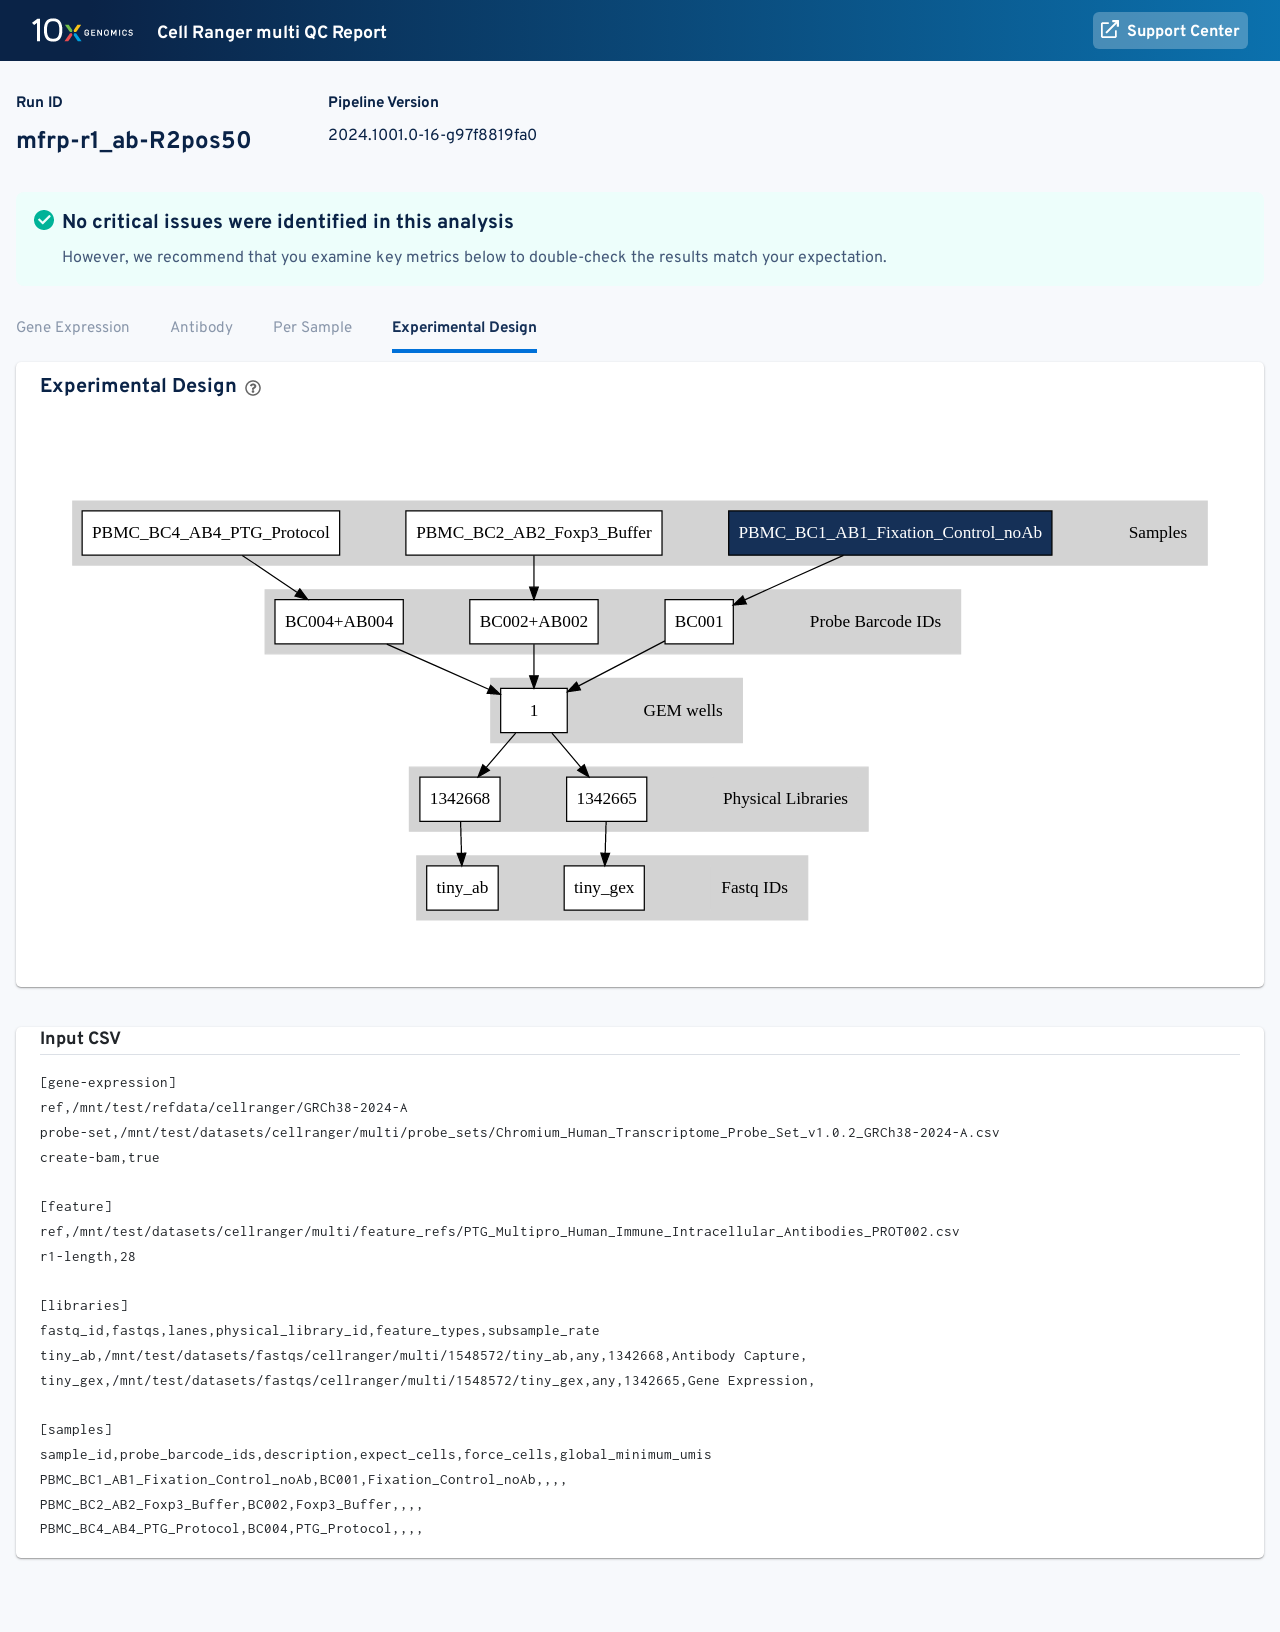 10X GENOMICS Cell Ranger multi QC Report Support Center
Run ID Pipeline Version
mfrp-r1_ab-R2pos50 2024.1001.0-16-g97f8819fa0
No critical issues were identified in this analysis
However, we recommend that you examine key metrics below to double-check the results match your expectation.
Gene Expression Antibody Per Sample Experimental Design
Experimental Design ?
PBMC_BC4_AB4_PTG_Protocol PBMC_BC2_AB2_Foxp3_Buffer PBMC_BC1_AB1_Fixation_Control_noAb Samples
BC004+AB004 BC002+AB002 BC001 Probe Barcode IDs
1 GEM wells
1342668 1342665 Physical Libraries
tiny_ab tiny_gex Fastq IDs
Input CSV
[gene-expression]
ref,/mnt/test/refdata/cellranger/GRCh38-2024-A
probe-set,/mnt/test/datasets/cellranger/multi/probe_sets/Chromium_Human_Transcriptome_Probe_Set_v1.0.2_GRCh38-2024-A.csv
create-bam,true
[feature]
ref,/mnt/test/datasets/cellranger/multi/feature_refs/PTG_Multipro_Human_Immune_Intracellular_Antibodies_PROT002.csv
r1-length,28
[libraries]
fastq_id,fastqs,lanes,physical_library_id,feature_types,subsample_rate
tiny_ab,/mnt/test/datasets/fastqs/cellranger/multi/1548572/tiny_ab,any,1342668,Antibody Capture,
tiny_gex,/mnt/test/datasets/fastqs/cellranger/multi/1548572/tiny_gex,any,1342665,Gene Expression,
[samples]
sample_id,probe_barcode_ids,description,expect_cells,force_cells,global_minimum_umis
PBMC_BC1_AB1_Fixation_Control_noAb,BC001,Fixation_Control_noAb,,,,
PBMC_BC2_AB2_Foxp3_Buffer,BC002,Foxp3_Buffer,,,,
PBMC_BC4_AB4_PTG_Protocol,BC004,PTG_Protocol,,,,